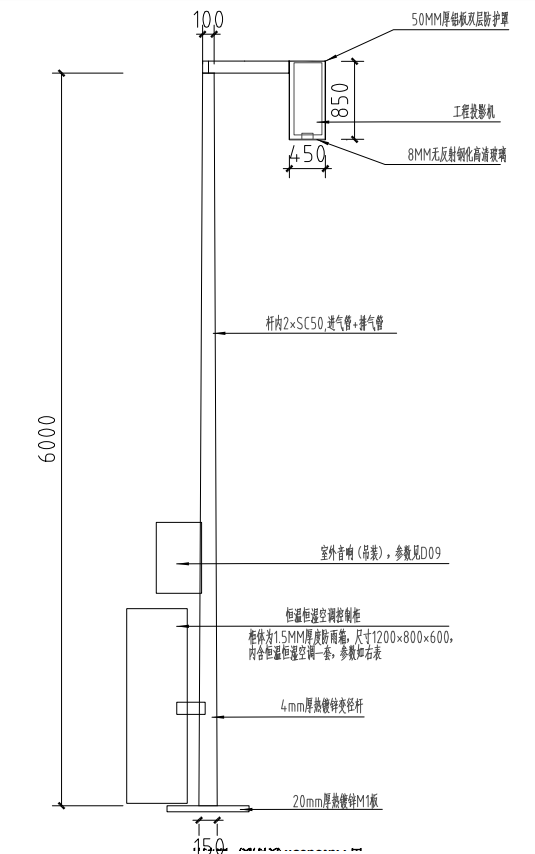 100
50MM厚铝板双层防护罩
850
工程投影机
450
8MM无反射钢化高清玻璃
杆内2×SC50,进气管+排气管
6000
室外音响（吊装），参数见D09
恒温恒湿空调控制柜
柜体为1.5MM厚度防雨箱，尺寸1200×800×600，
内含恒温恒湿空调一套，参数如右表
4mm厚热镀锌变径杆
20mm厚热镀锌M1板
150